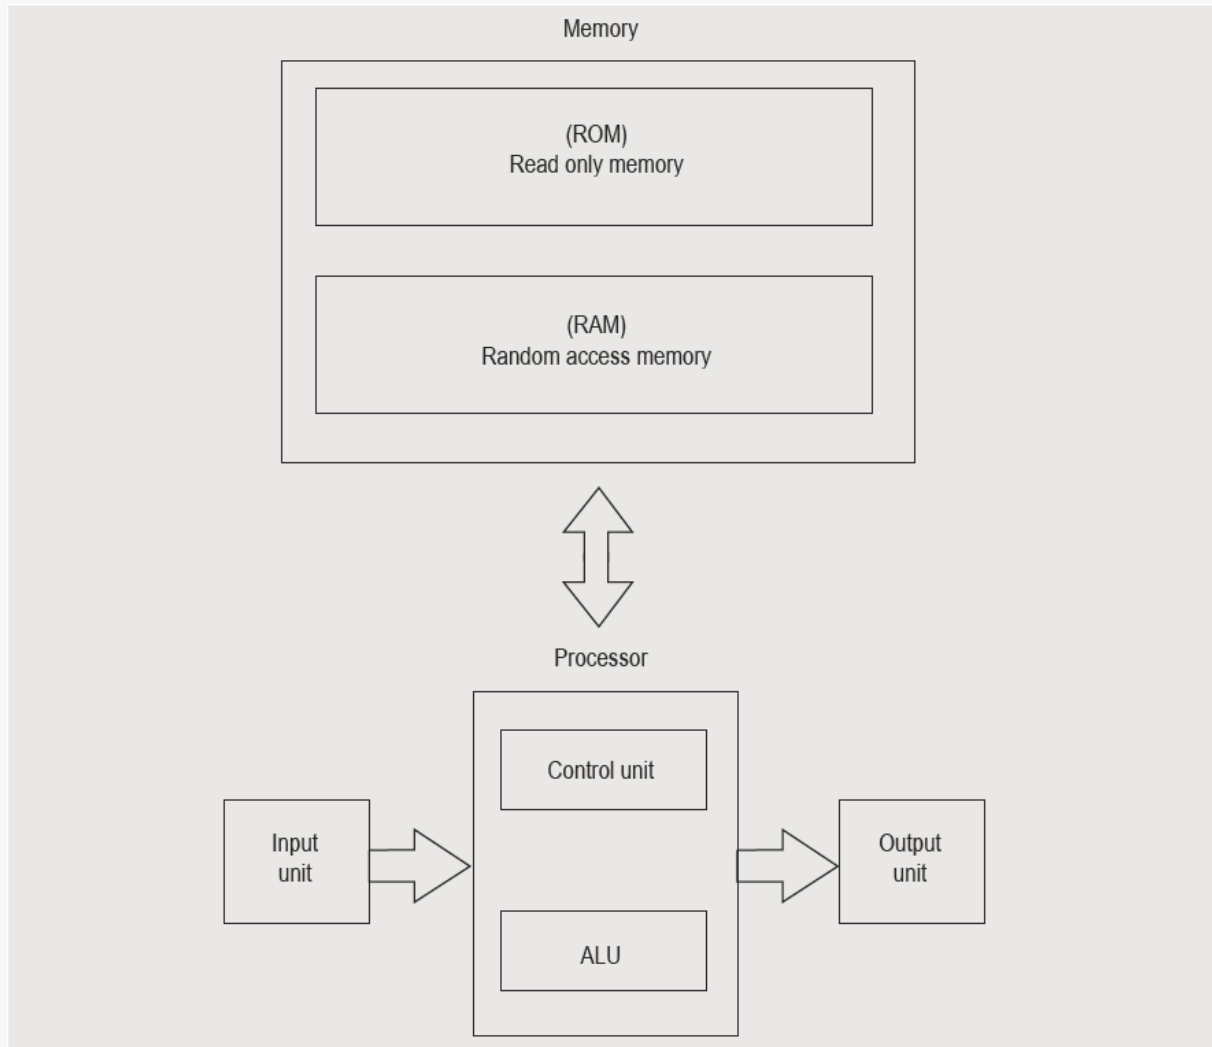 Memory
(ROM)
Read only memory
(RAM)
Random access memory
Processor
Control unit
Input
unit
Output
unit
ALU